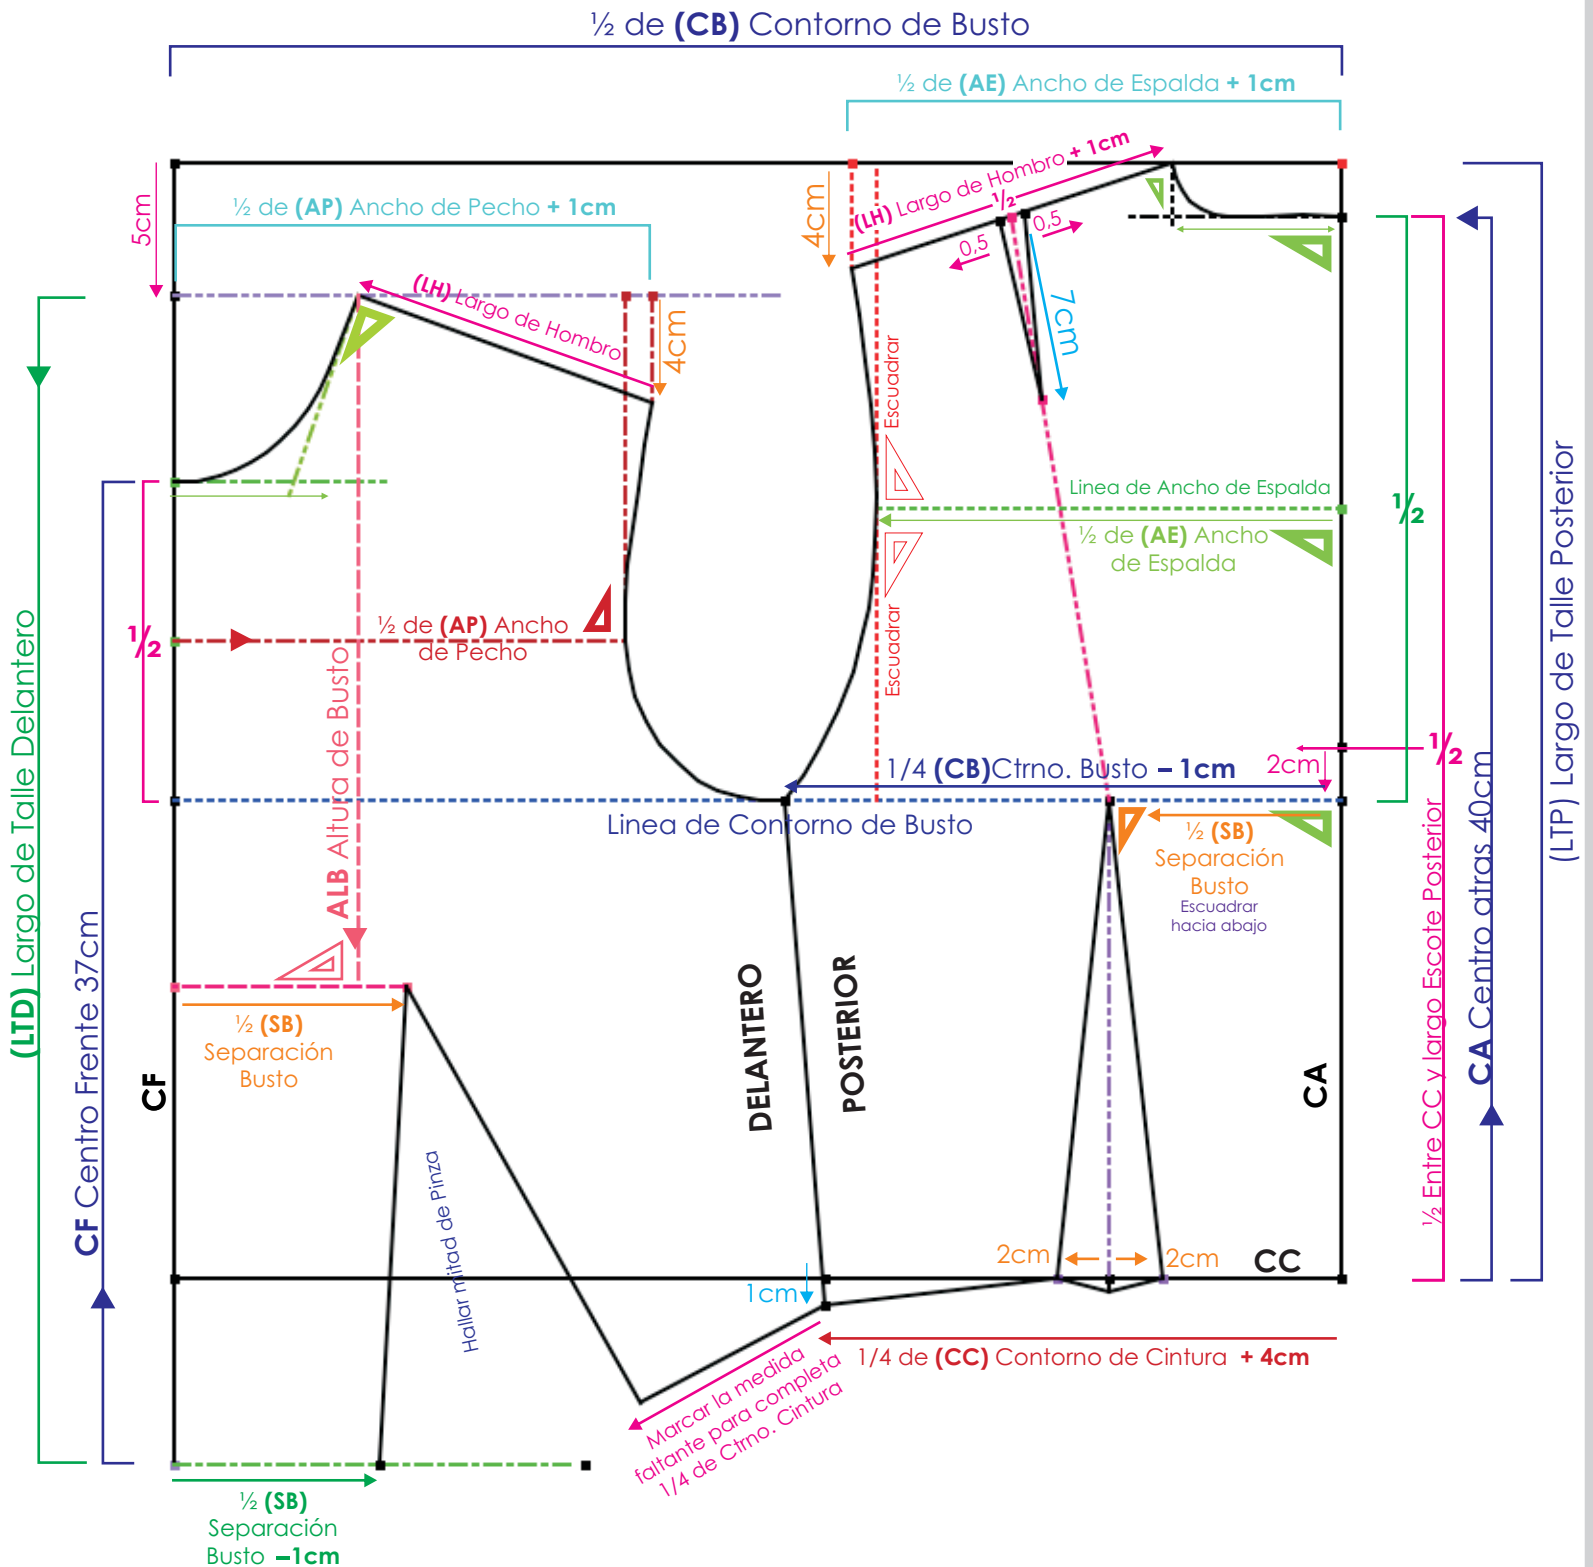 ½ de (CB) Contorno de Busto
½ de (AE) Ancho de Espalda + 1cm
5cm
½ de (AP) Ancho de Pecho + 1cm
(LH) Largo de Hombro
4cm
4cm
(LH) Largo de Hombro + 1cm
½
0,5
0,5
7cm
Escuadrar
Escuadrar
Linea de Ancho de Espalda
½ de (AE) Ancho
de Espalda
½
½
½ de (AP) Ancho
de Pecho
ALB Altura de Busto
1/4 (CB)Ctrno. Busto – 1cm
2cm
½
Linea de Contorno de Busto
½ (SB)
Separación
Busto
Escuadrar
hacia abajo
(LTD) Largo de Talle Delantero
CF Centro Frente 37cm
½ Entre CC y largo Escote Posterior
CA Centro atras 40cm
(LTP) Largo de Talle Posterior
½ (SB)
Separación
Busto
CF
DELANTERO
POSTERIOR
CA
Hallar mitad de Pinza
2cm
2cm
CC
1cm
1/4 de (CC) Contorno de Cintura + 4cm
Marcar la medida
faltante para completa
1/4 de Ctrno. Cintura
½ (SB)
Separación
Busto –1cm